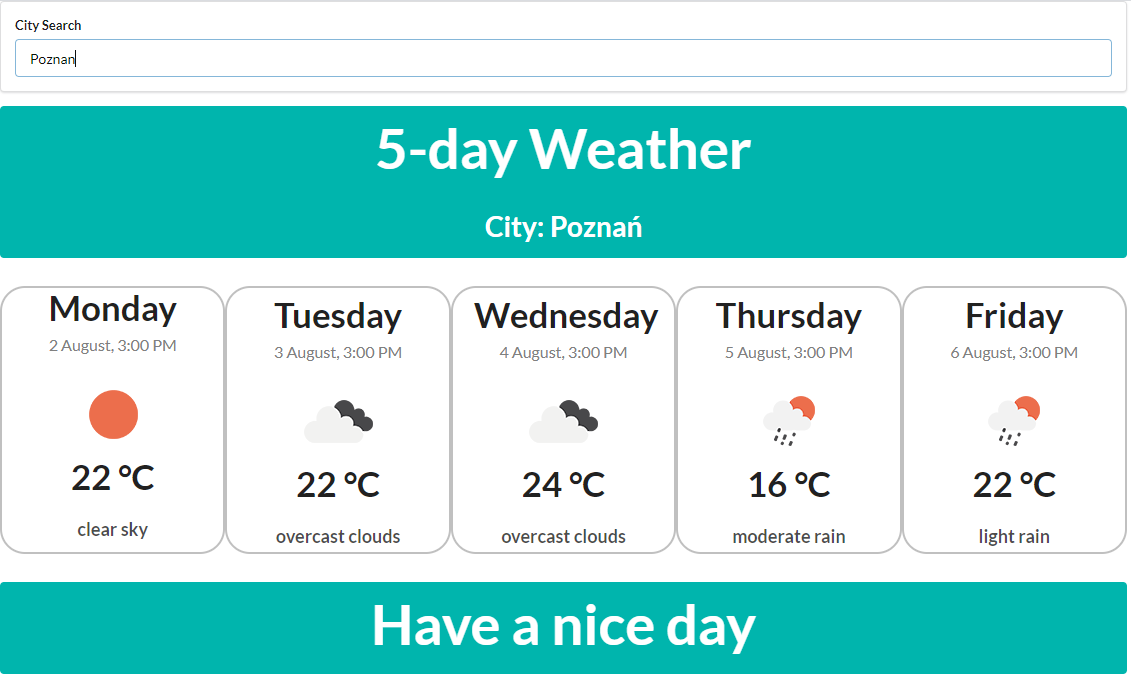 City Search
Poznan
5-day Weather
City: Poznań
Monday
2 August, 3:00 PM
22 °C
clear sky
Tuesday
3 August, 3:00 PM
22 °C
overcast clouds
Wednesday
4 August, 3:00 PM
24 °C
overcast clouds
Thursday
5 August, 3:00 PM
16 °C
moderate rain
Friday
6 August, 3:00 PM
22 °C
light rain
Have a nice day